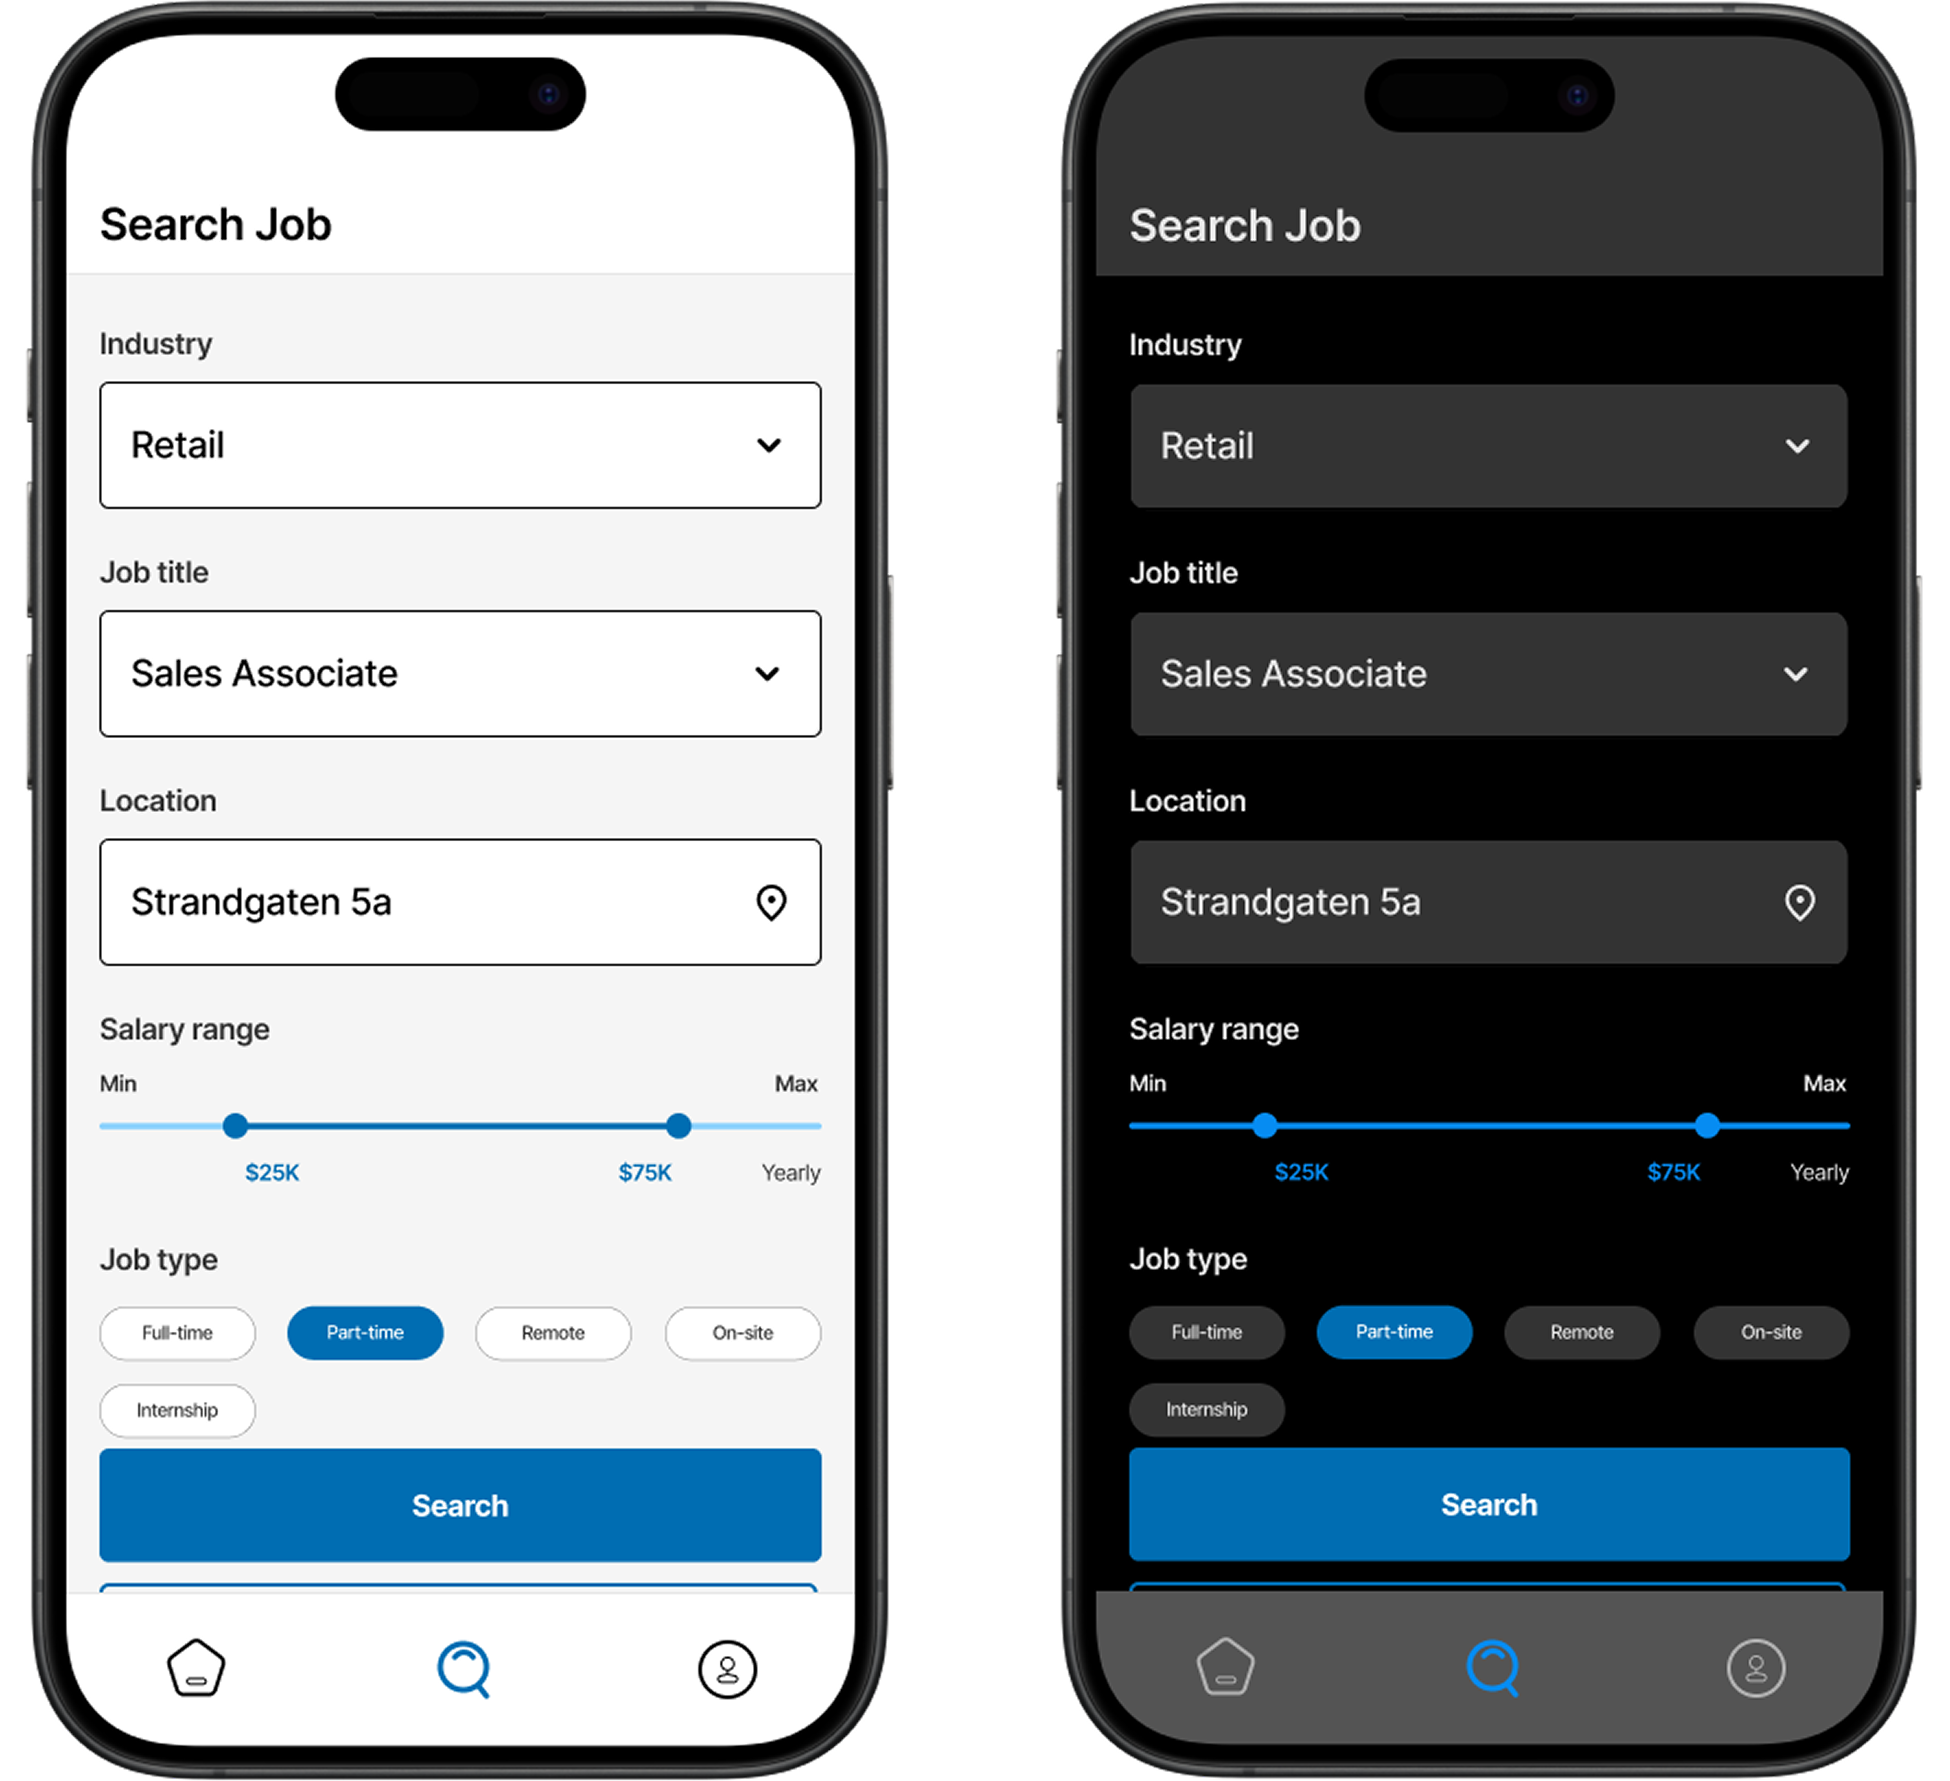 Search Job
Industry
Retail
Job title
Sales Associate
Location
Strandgaten 5a
Salary range
Min Max
$25K $75K Yearly
Job type
Full-time Part-time Remote On-site
Internship
Search
Search Job
Industry
Retail
Job title
Sales Associate
Location
Strandgaten 5a
Salary range
Min Max
$25K $75K Yearly
Job type
Full-time Part-time Remote On-site
Internship
Search